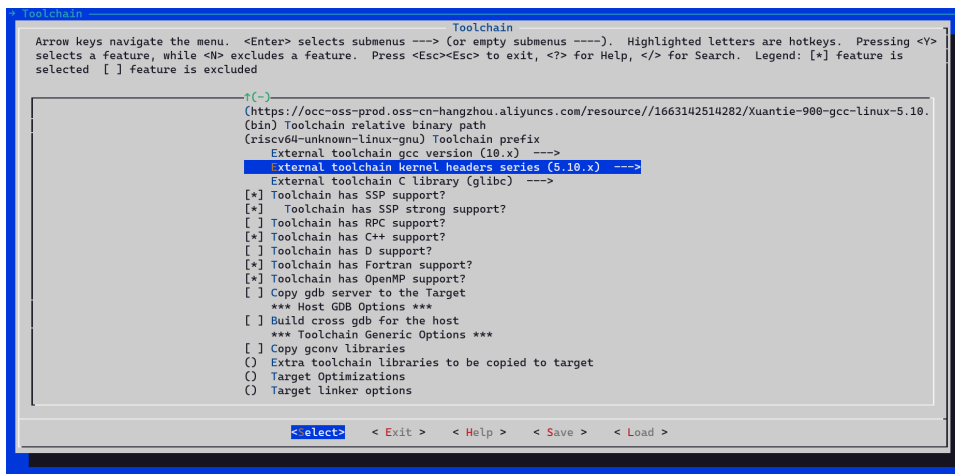 → Toolchain
Toolchain
Arrow keys navigate the menu. <Enter> selects submenus ---> (or empty submenus ----). Highlighted letters are hotkeys. Pressing <Y>
selects a feature, while <N> excludes a feature. Press <Esc><Esc> to exit, <?> for Help, </> for Search. Legend: [*] feature is
selected [ ] feature is excluded
↑(-)
(https://occ-oss-prod.oss-cn-hangzhou.aliyuncs.com/resource//1663142514282/Xuantie-900-gcc-linux-5.10.
(bin) Toolchain relative binary path
(riscv64-unknown-linux-gnu) Toolchain prefix
External toolchain gcc version (10.x) --->
External toolchain kernel headers series (5.10.x) --->
External toolchain C library (glibc) --->
[*] Toolchain has SSP support?
[*] Toolchain has SSP strong support?
[ ] Toolchain has RPC support?
[*] Toolchain has C++ support?
[ ] Toolchain has D support?
[*] Toolchain has Fortran support?
[*] Toolchain has OpenMP support?
[ ] Copy gdb server to the Target
*** Host GDB Options ***
[ ] Build cross gdb for the host
*** Toolchain Generic Options ***
[ ] Copy gconv libraries
() Extra toolchain libraries to be copied to target
() Target Optimizations
() Target linker options
<Select> < Exit > < Help > < Save > < Load >